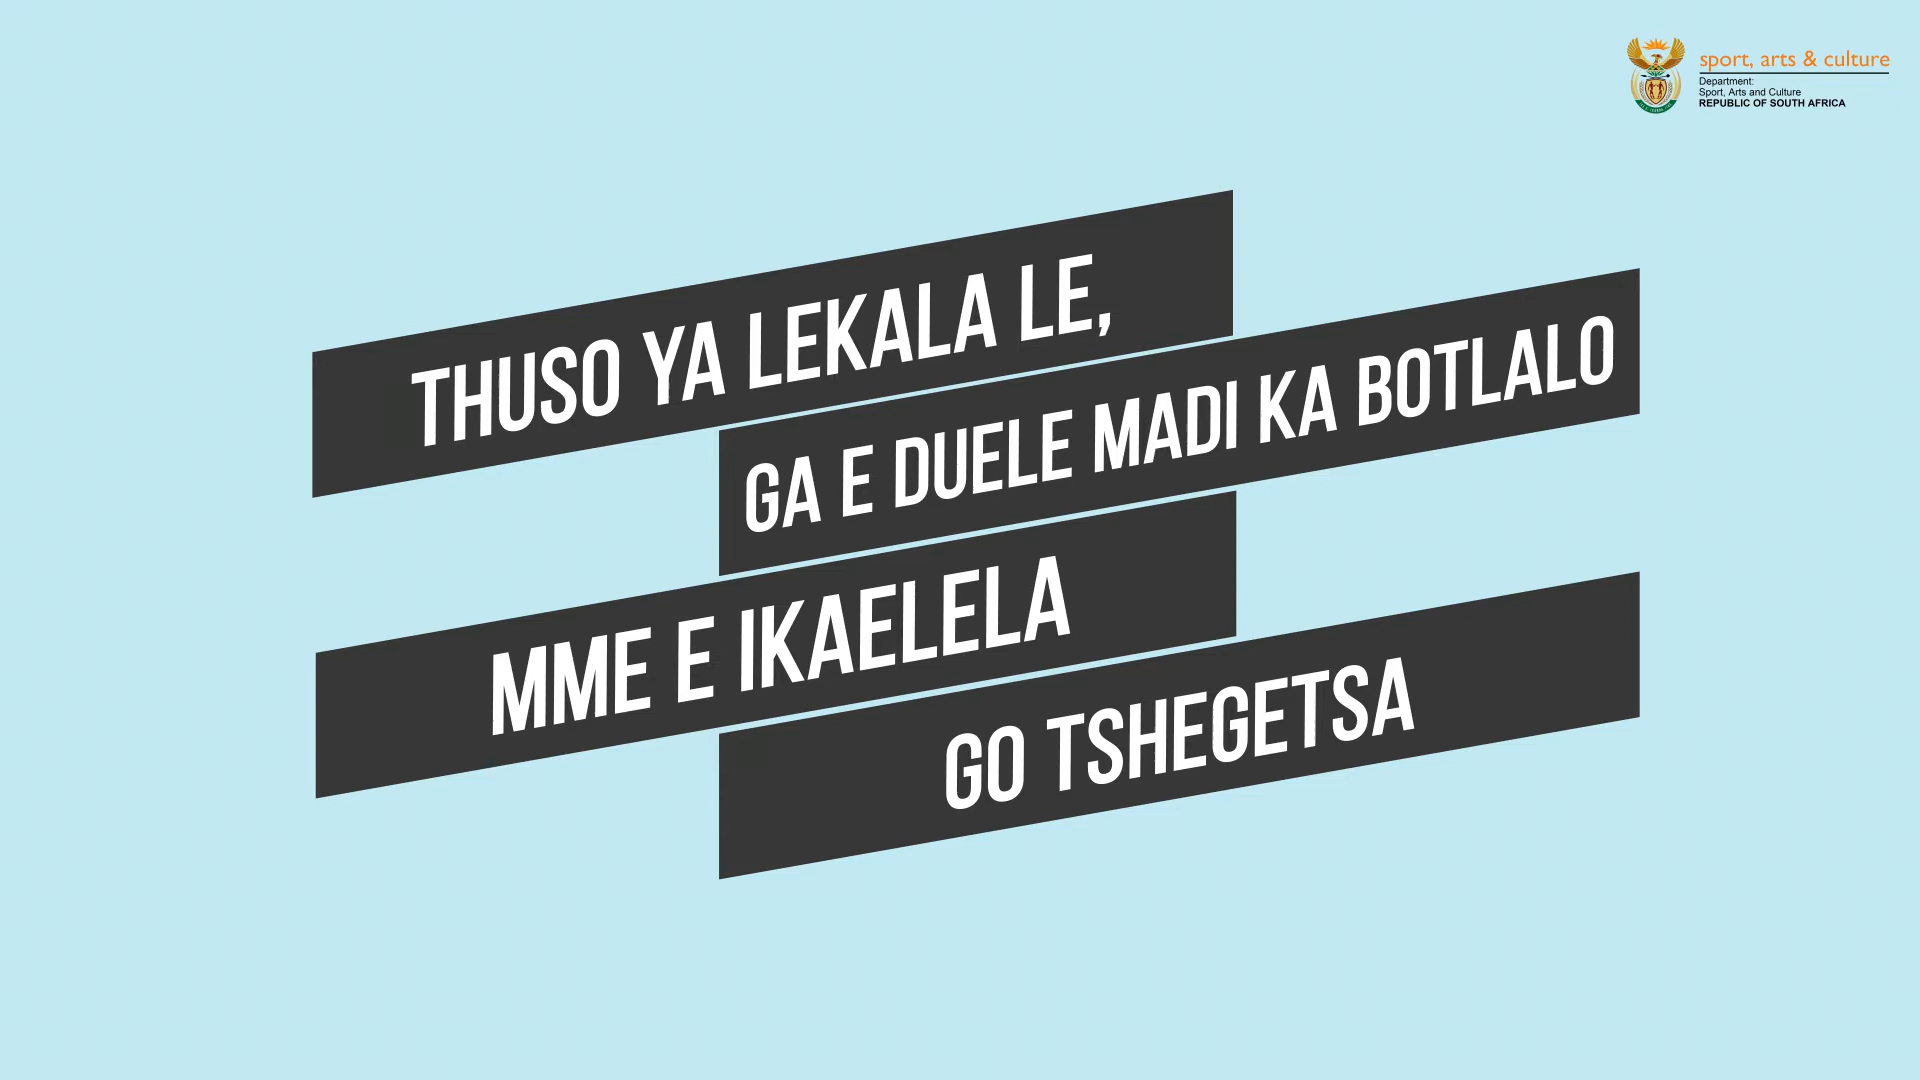 sport, arts & culture
Department:
Sport, Arts and Culture
REPUBLIC OF SOUTH AFRICA
THUSO YA LEKALA LE,
GA E DUELE MADI KA BOTLALO
MME E IKAELELA
GO TSHEGETSA